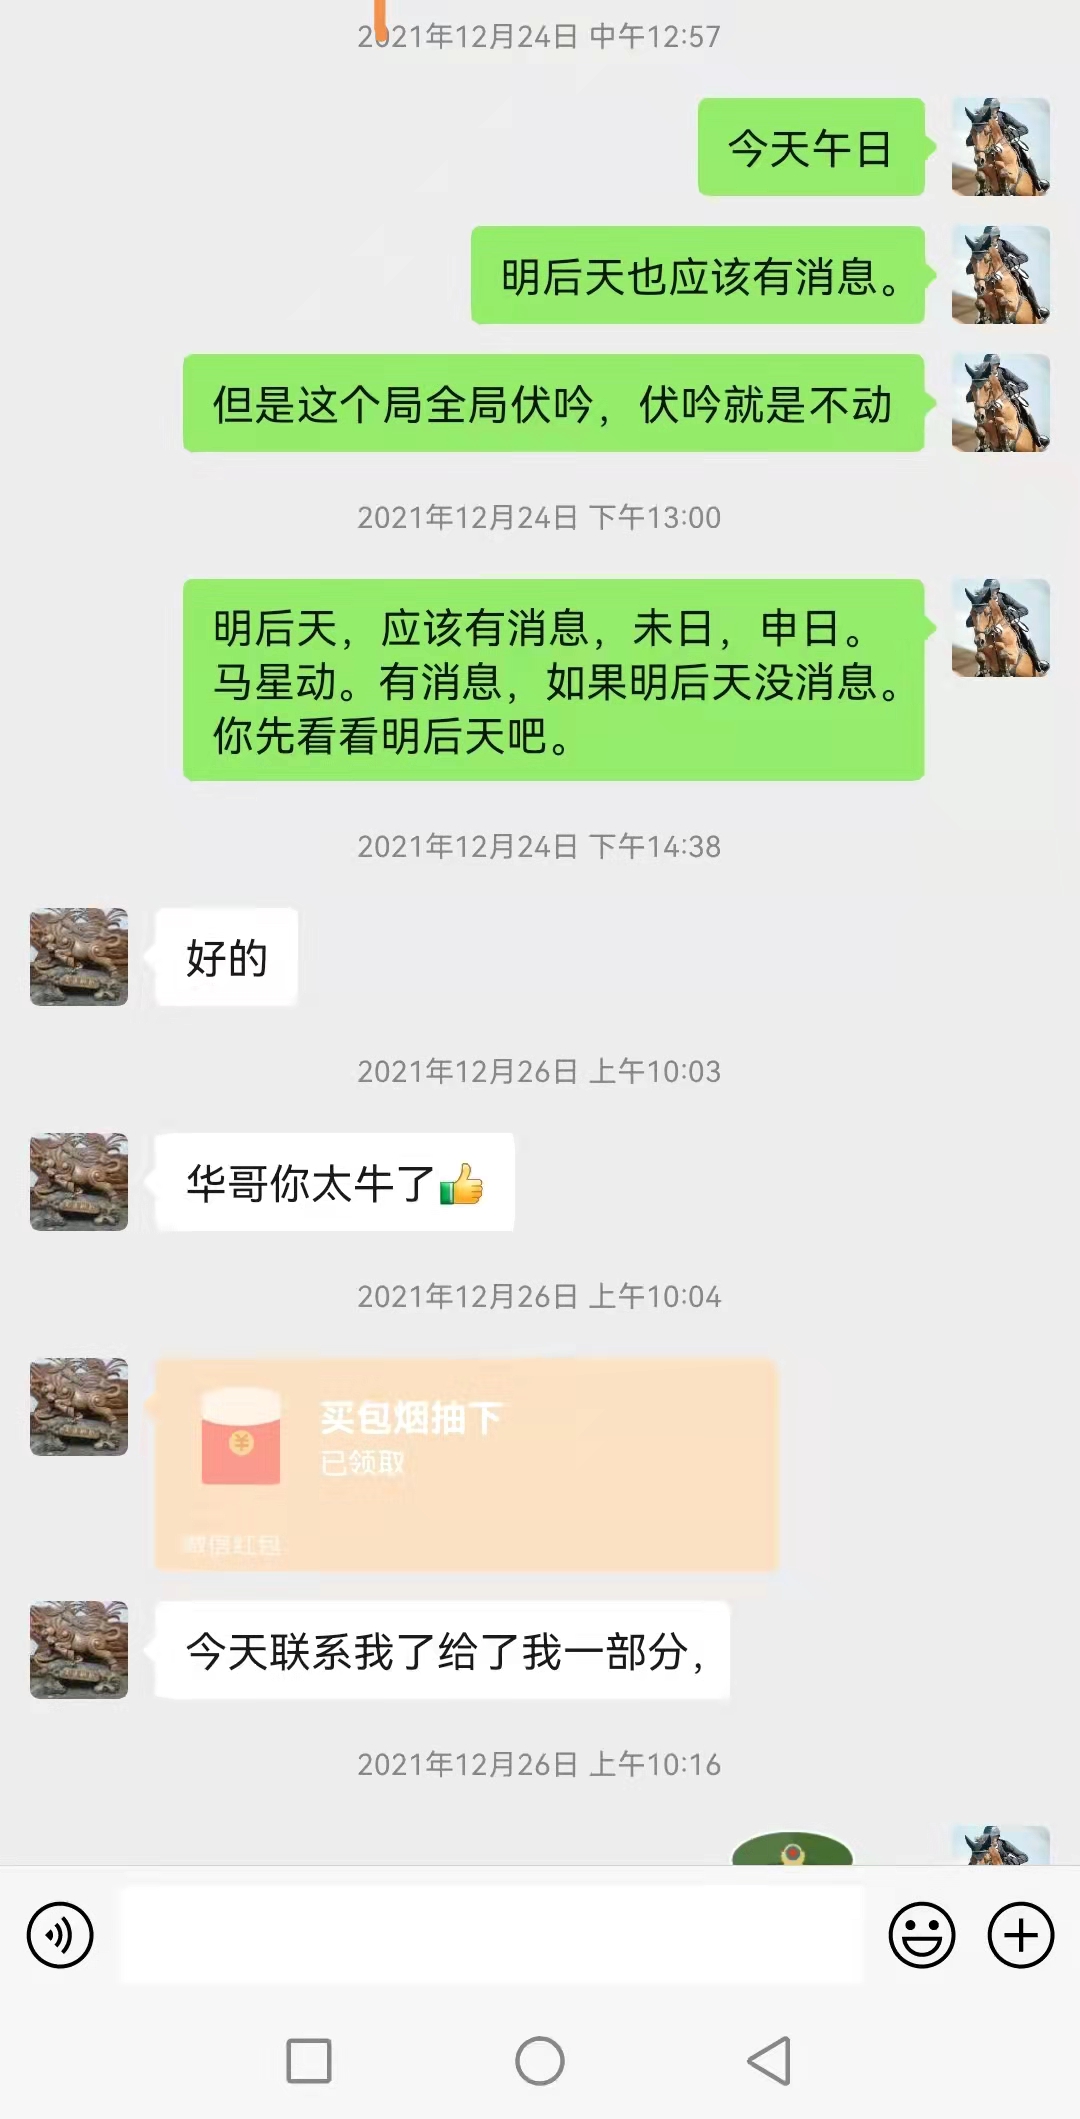 2021年12月24日 中午12:57
今天午日
明后天也应该有消息。
但是这个局全局伏吟，伏吟就是不动
2021年12月24日 下午13:00
明后天，应该有消息，未日，申日。
马星动。有消息，如果明后天没消息。
你先看看明后天吧。
2021年12月24日 下午14:38
好的
2021年12月26日 上午10:03
华哥你太牛了👍
2021年12月26日 上午10:04
买包烟抽下
已领取
微信红包
今天联系我了给了我一部分，
2021年12月26日 上午10:16